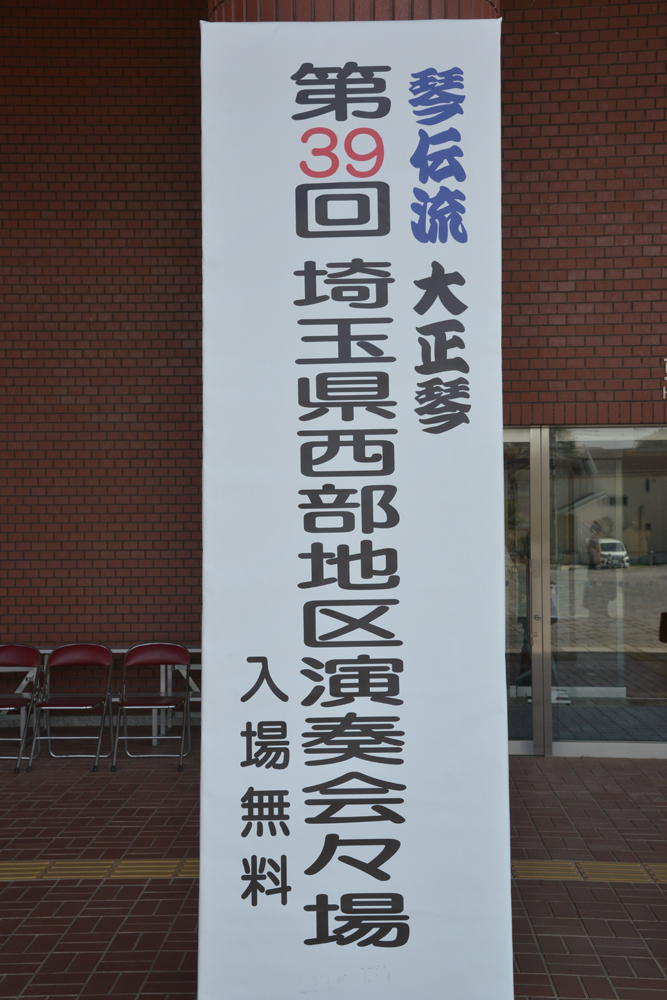 琴伝流 大正琴
第39回 埼玉県西部地区演奏会々場
入場無料